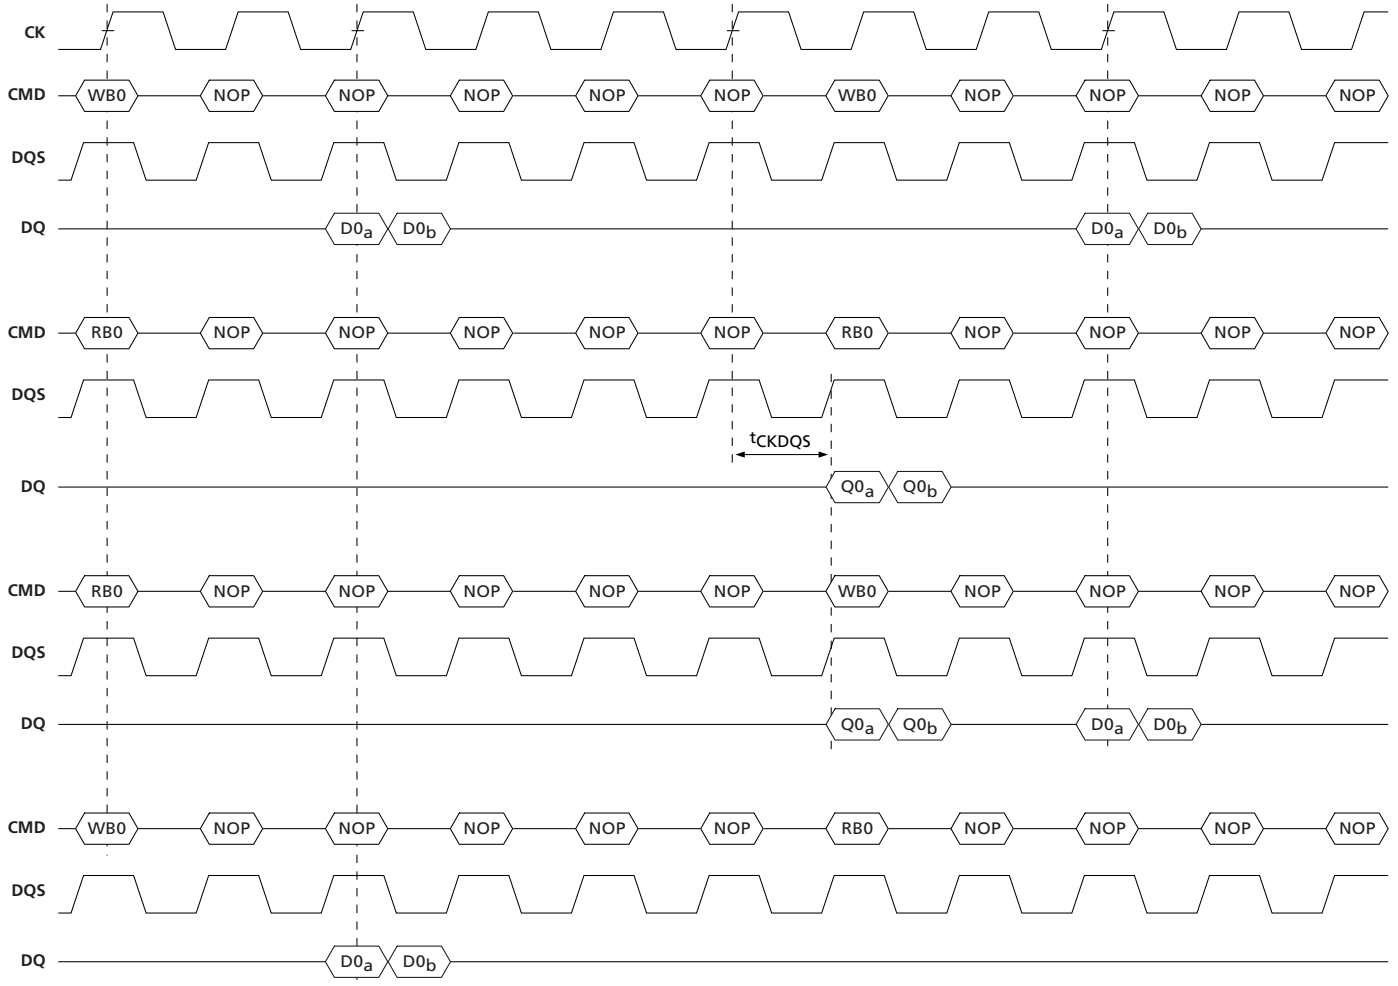 CK
CMD WB0 NOP NOP NOP NOP NOP WB0 NOP NOP NOP NOP
DQS
DQ D0a D0b D0a D0b
CMD RB0 NOP NOP NOP NOP NOP RB0 NOP NOP NOP NOP
DQS
tCKDQS
DQ Q0a Q0b
CMD RB0 NOP NOP NOP NOP NOP WB0 NOP NOP NOP NOP
DQS
DQ Q0a Q0b D0a D0b
CMD WB0 NOP NOP NOP NOP NOP RB0 NOP NOP NOP NOP
DQS
DQ D0a D0b